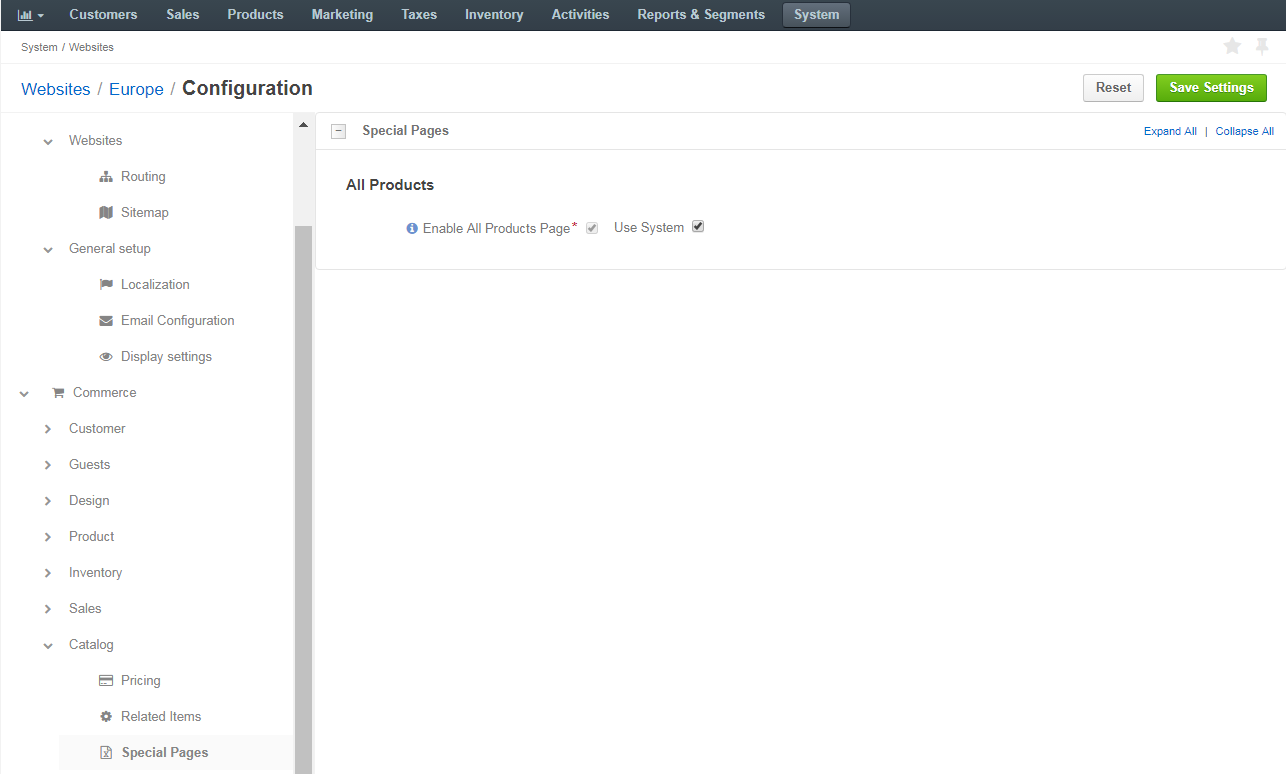 Customers Sales Products Marketing Taxes Inventory Activities Reports & Segments System
System / Websites
Websites / Europe / Configuration Reset Save Settings
Websites
Routing
Sitemap
General setup
Localization
Email Configuration
Display settings
Commerce
Customer
Guests
Design
Product
Inventory
Sales
Catalog
Pricing
Related Items
Special Pages
Special Pages Expand All | Collapse All
All Products
Enable All Products Page* Use System